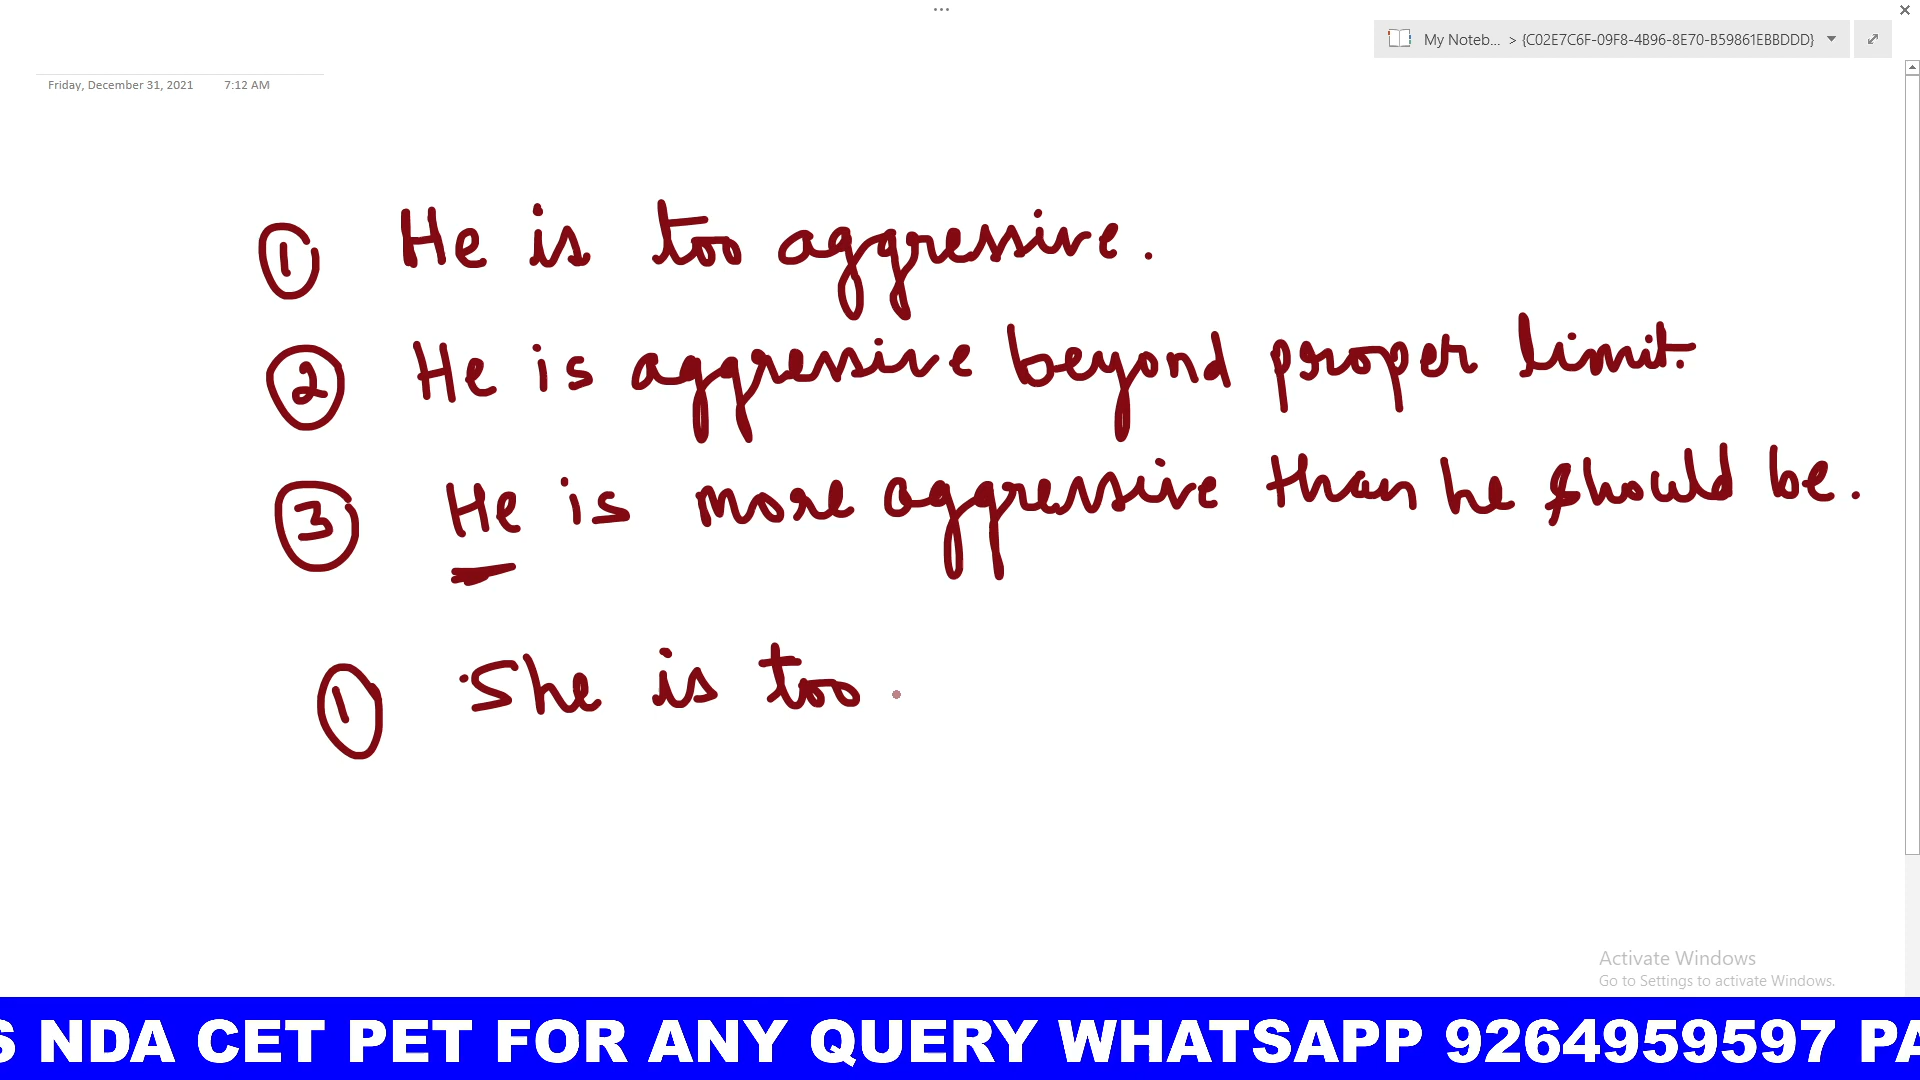 ...
My Noteb... > {C02E7C6F-09F8-4B96-8E70-B59861EBBDDD}
Friday, December 31, 2021 7:12 AM
① He is too aggressive.
② He is aggressive beyond proper limit.
③ He is more aggressive than he should be.
① She is too
Activate Windows
Go to Settings to activate Windows.
S NDA CET PET FOR ANY QUERY WHATSAPP 9264959597 PA